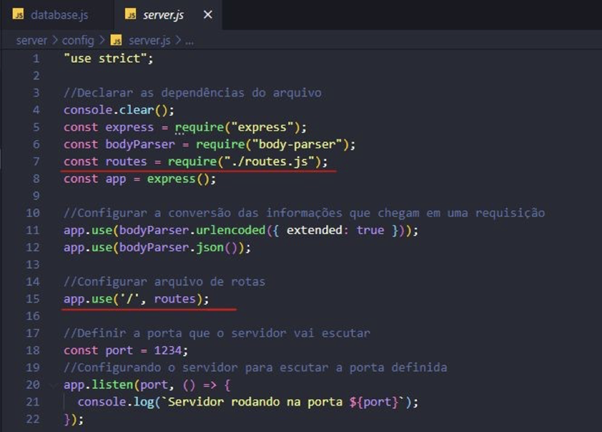 database.js
server.js
server > config > server.js > ...
1 "use strict";
2
3 //Declarar as dependências do arquivo
4 console.clear();
5 const express = require("express");
6 const bodyParser = require("body-parser");
7 const routes = require("./routes.js");
8 const app = express();
9
10 //Configurar a conversão das informações que chegam em uma requisição
11 app.use(bodyParser.urlencoded({ extended: true }));
12 app.use(bodyParser.json());
13
14 //Configurar arquivo de rotas
15 app.use('/', routes);
16
17 //Definir a porta que o servidor vai escutar
18 const port = 1234;
19 //Configurando o servidor para escutar a porta definida
20 app.listen(port, () => {
21 console.log(`Servidor rodando na porta ${port}`);
22 });